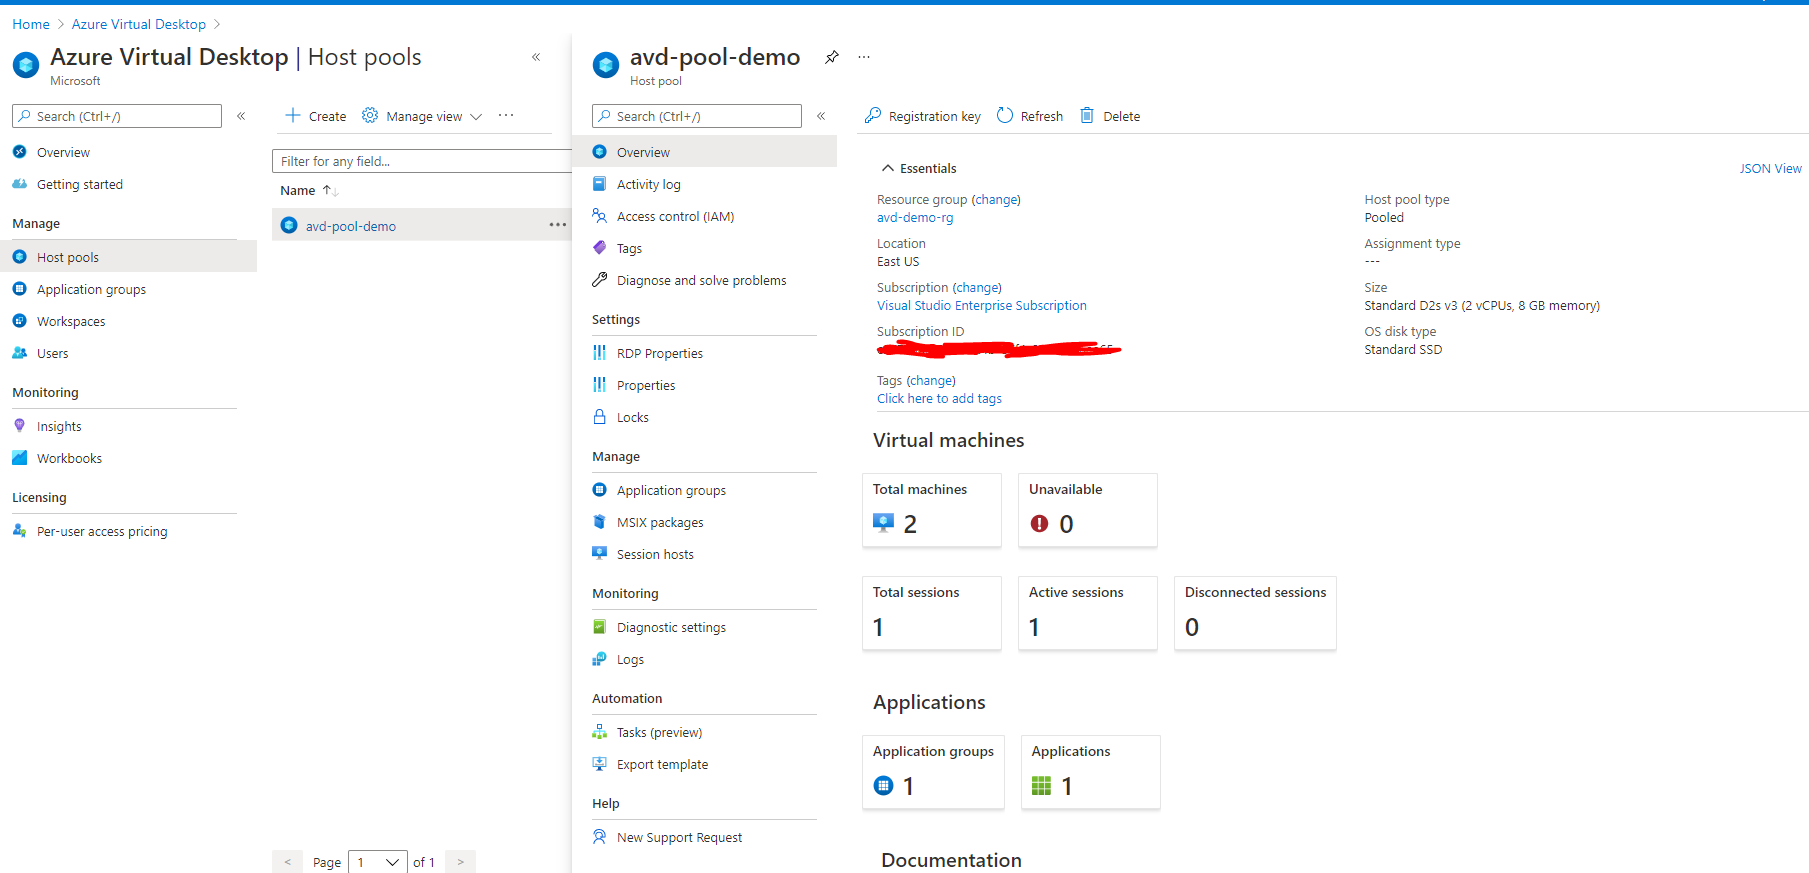 Home > Azure Virtual Desktop >
Azure Virtual Desktop | Host pools
Microsoft
Search (Ctrl+/)
Overview
Getting started
Manage
Host pools
Application groups
Workspaces
Users
Monitoring
Insights
Workbooks
Licensing
Per-user access pricing
Create Manage view ...
Filter for any field...
Name
avd-pool-demo
< Page 1 of 1 >
avd-pool-demo
Host pool
Search (Ctrl+/)
Overview
Activity log
Access control (IAM)
Tags
Diagnose and solve problems
Settings
RDP Properties
Properties
Locks
Manage
Application groups
MSIX packages
Session hosts
Monitoring
Diagnostic settings
Logs
Automation
Tasks (preview)
Export template
Help
New Support Request
Registration key Refresh Delete
Essentials
JSON View
Resource group (change)
avd-demo-rg
Location
East US
Subscription (change)
Visual Studio Enterprise Subscription
Subscription ID
Tags (change)
Click here to add tags
Host pool type
Pooled
Assignment type
---
Size
Standard D2s v3 (2 vCPUs, 8 GB memory)
OS disk type
Standard SSD
Virtual machines
Total machines
2
Unavailable
0
Total sessions
1
Active sessions
1
Disconnected sessions
0
Applications
Application groups
1
Applications
1
Documentation